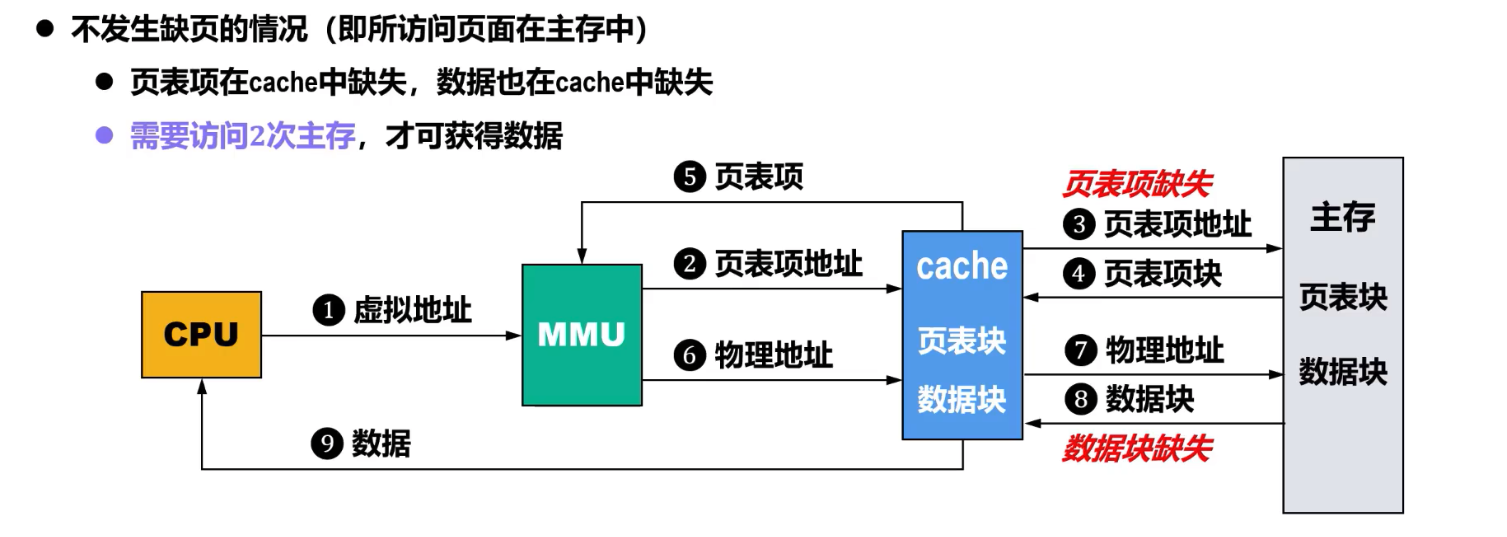 ● 不发生缺页的情况（即所访问页面在主存中）
● 页表项在cache中缺失，数据也在cache中缺失
● 需要访问2次主存，才可获得数据
❺ 页表项
页表项缺失
❸ 页表项地址
主存
❷ 页表项地址
cache
❹ 页表项块
页表块
❶ 虚拟地址
CPU
MMU
页表块
❻ 物理地址
❼ 物理地址
数据块
数据块
❽ 数据块
❾ 数据
数据块缺失